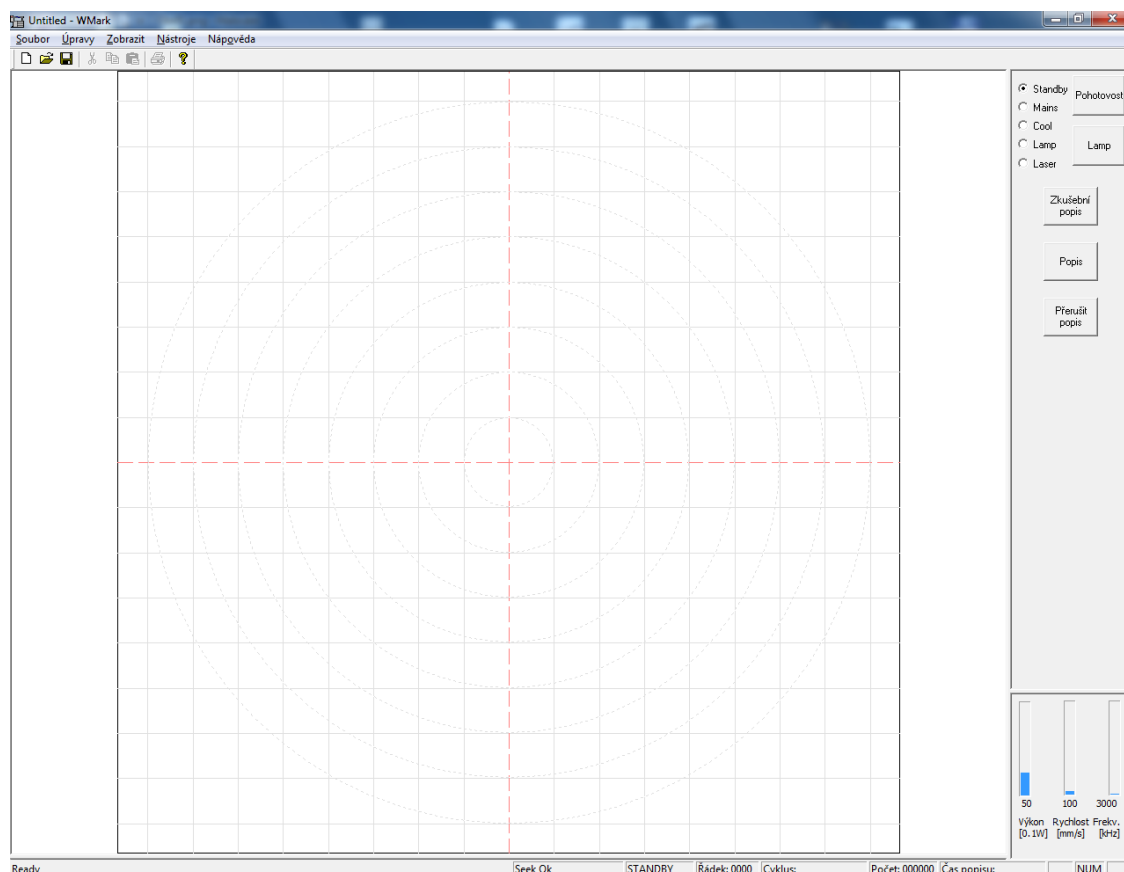 Untitled - WMark
Soubor Úpravy Zobrazit Nástroje Nápověda
Standby
Pohotovost
Mains
Cool
Lamp
Lamp
Laser
Zkušební
popis
Popis
Přerušit
popis
50 100 3000
Výkon Rychlost Frekv.
[0.1W] [mm/s] [kHz]
Ready Seek Ok STANDBY Řádek: 0000 Cyklus: Počet: 000000 Čas popisu: NUM